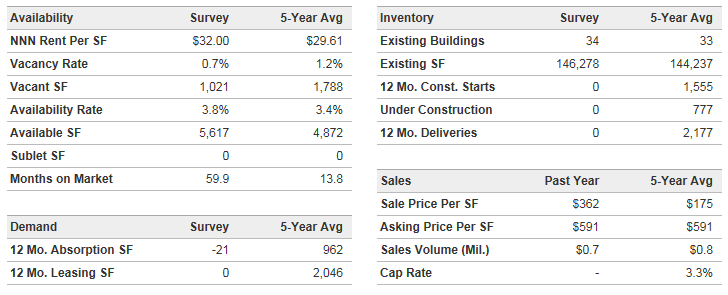 Availability Survey 5-Year Avg
NNN Rent Per SF $32.00 $29.61
Vacancy Rate 0.7% 1.2%
Vacant SF 1,021 1,788
Availability Rate 3.8% 3.4%
Available SF 5,617 4,872
Sublet SF 0 0
Months on Market 59.9 13.8
Demand Survey 5-Year Avg
12 Mo. Absorption SF -21 962
12 Mo. Leasing SF 0 2,046
Inventory Survey 5-Year Avg
Existing Buildings 34 33
Existing SF 146,278 144,237
12 Mo. Const. Starts 0 1,555
Under Construction 0 777
12 Mo. Deliveries 0 2,177
Sales Past Year 5-Year Avg
Sale Price Per SF $362 $175
Asking Price Per SF $591 $591
Sales Volume (Mil.) $0.7 $0.8
Cap Rate - 3.3%